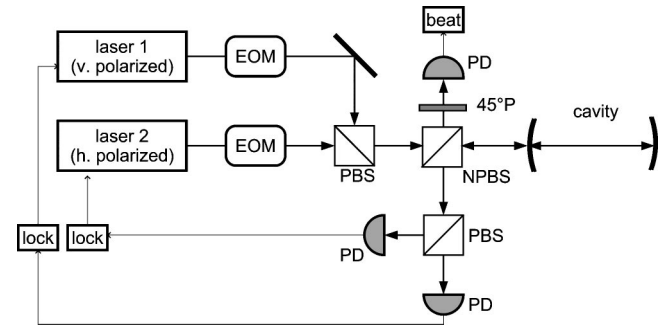 beat
laser 1
(v. polarized)
EOM
PD
45°P
laser 2
(h. polarized)
EOM
cavity
PBS
NPBS
lock
lock
PD
PBS
PD